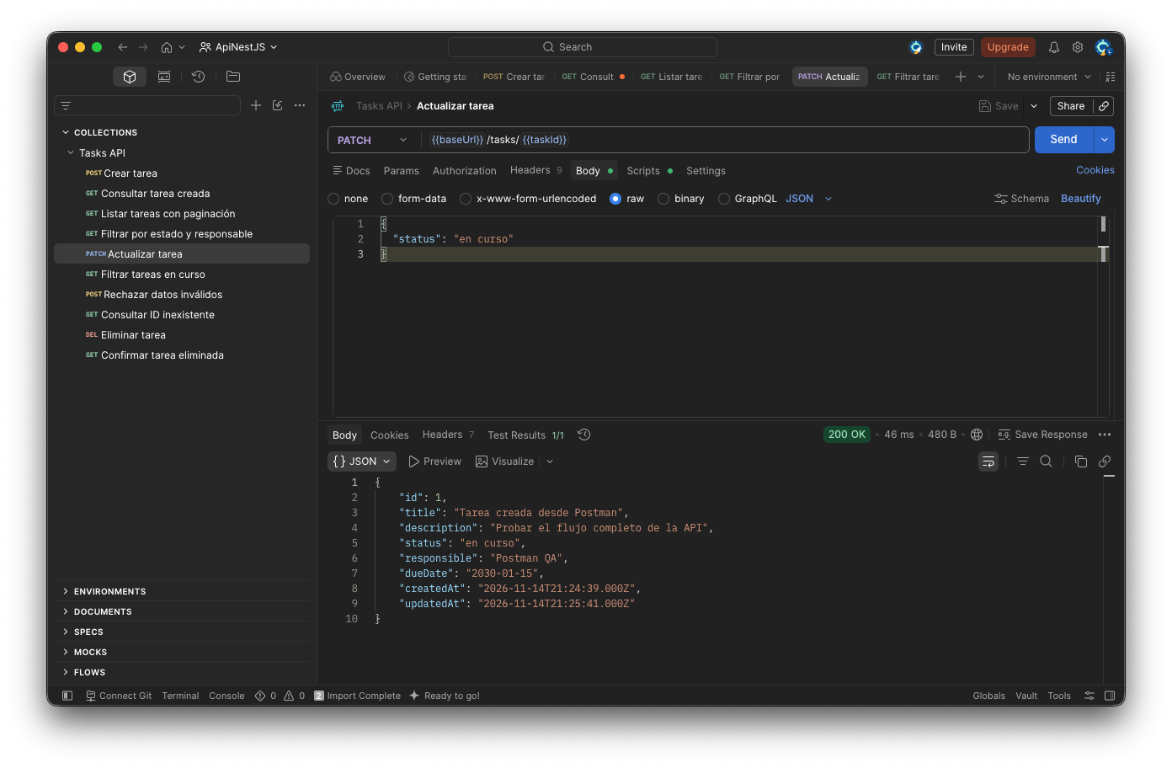 ApiNestJS
Search
Invite
Upgrade
Overview
Getting sta
POST Crear tar
GET Consult
GET Listar tare
GET Filtrar por
PATCH Actualiz
GET Filtrar tare
No environment
COLLECTIONS
Tasks API
POST Crear tarea
GET Consultar tarea creada
GET Listar tareas con paginación
GET Filtrar por estado y responsable
PATCH Actualizar tarea
GET Filtrar tareas en curso
POST Rechazar datos inválidos
GET Consultar ID inexistente
DEL Eliminar tarea
GET Confirmar tarea eliminada
ENVIRONMENTS
DOCUMENTS
SPECS
MOCKS
FLOWS
HTTP Tasks API > Actualizar tarea
Save
Share
PATCH
{{baseUrl}} /tasks/ {{taskId}}
Send
Docs Params Authorization Headers 9 Body Scripts Settings
Cookies
none form-data x-www-form-urlencoded raw binary GraphQL JSON
Schema Beautify
1 {
2 "status": "en curso"
3 }
Body Cookies Headers 7 Test Results 1/1
200 OK • 46 ms • 480 B
e.g. Save Response
{} JSON Preview Visualize
1 {
2 "id": 1,
3 "title": "Tarea creada desde Postman",
4 "description": "Probar el flujo completo de la API",
5 "status": "en curso",
6 "responsible": "Postman QA",
7 "dueDate": "2030-01-15",
8 "createdAt": "2026-11-14T21:24:39.000Z",
9 "updatedAt": "2026-11-14T21:25:41.000Z"
10 }
Connect Git Terminal Console 0 0 2 Import Complete Ready to go!
Globals Vault Tools